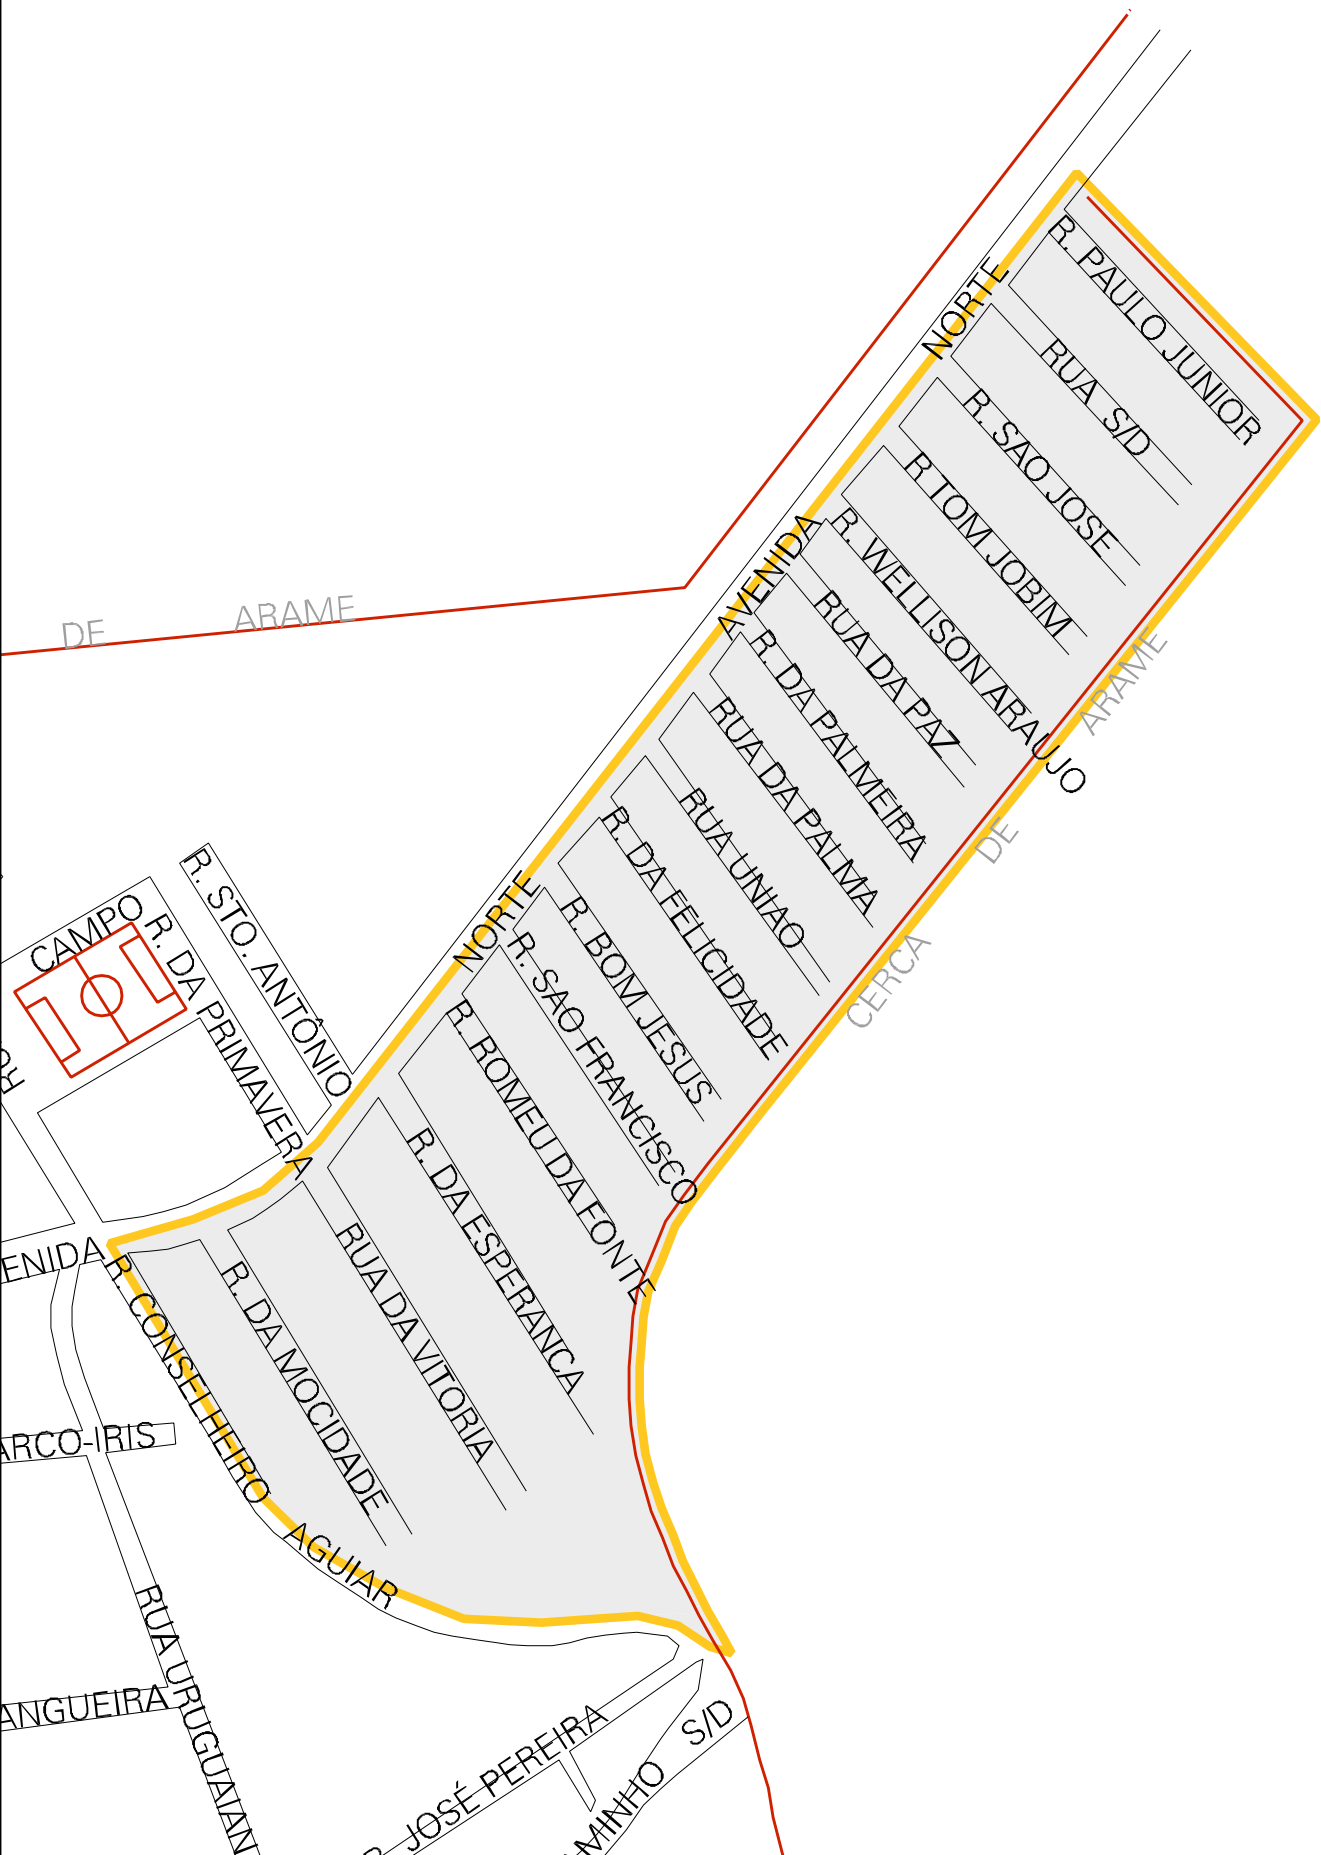 R. PAULO JUNIOR
NORTE
RUA S/D
R. SAO JOSE
R TOM JOBIM
AVENIDA
R. WELLISON ARAUJO
RUA DA PAZ
DE ARAME
R. DA PALMEIRA
ARAME
RUA DA PALMA
RUA UNIAO
R. DA FELICIDADE
DE
R. STO. ANTÔNIO
NORTE
R. BOM JESUS
CAMPO
R. DA PRIMAVERA
R. SAO FRANCISCO
CERCA
R. ROMEU DA FONTE
R. DA ESPERANCA
RUA DA VITORIA
ENIDA
R. CONSELHEIRO AGUIAR
R. DA MOCIDADE
ARCO-IRIS
RUA URUGUAIAN
ANGUEIRA
R. JOSÉ PEREIRA
MINHO S/D